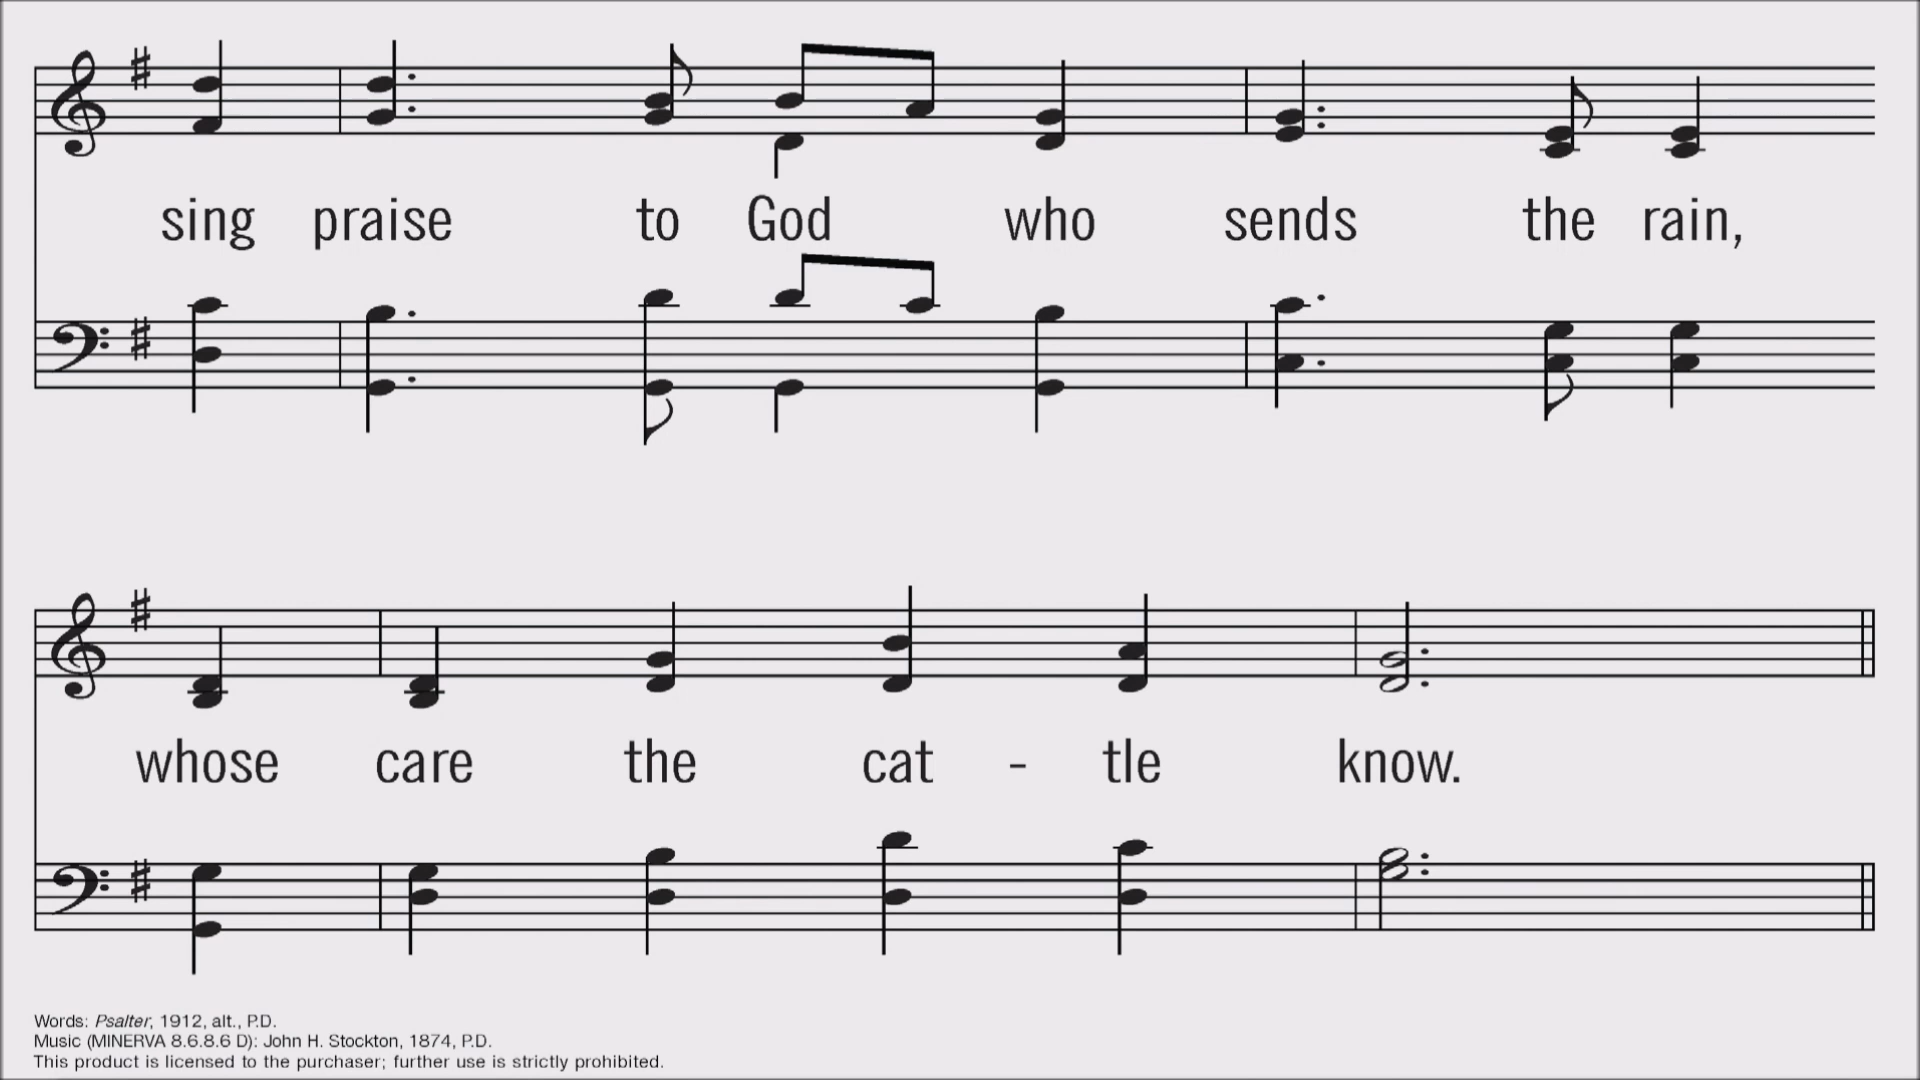 sing praise to God who sends the rain,
whose care the cat - tle know.
Words: Psalter, 1912, alt., P.D.
Music (MINERVA 8.6.8.6 D): John H. Stockton, 1874, P.D.
This product is licensed to the purchaser; further use is strictly prohibited.